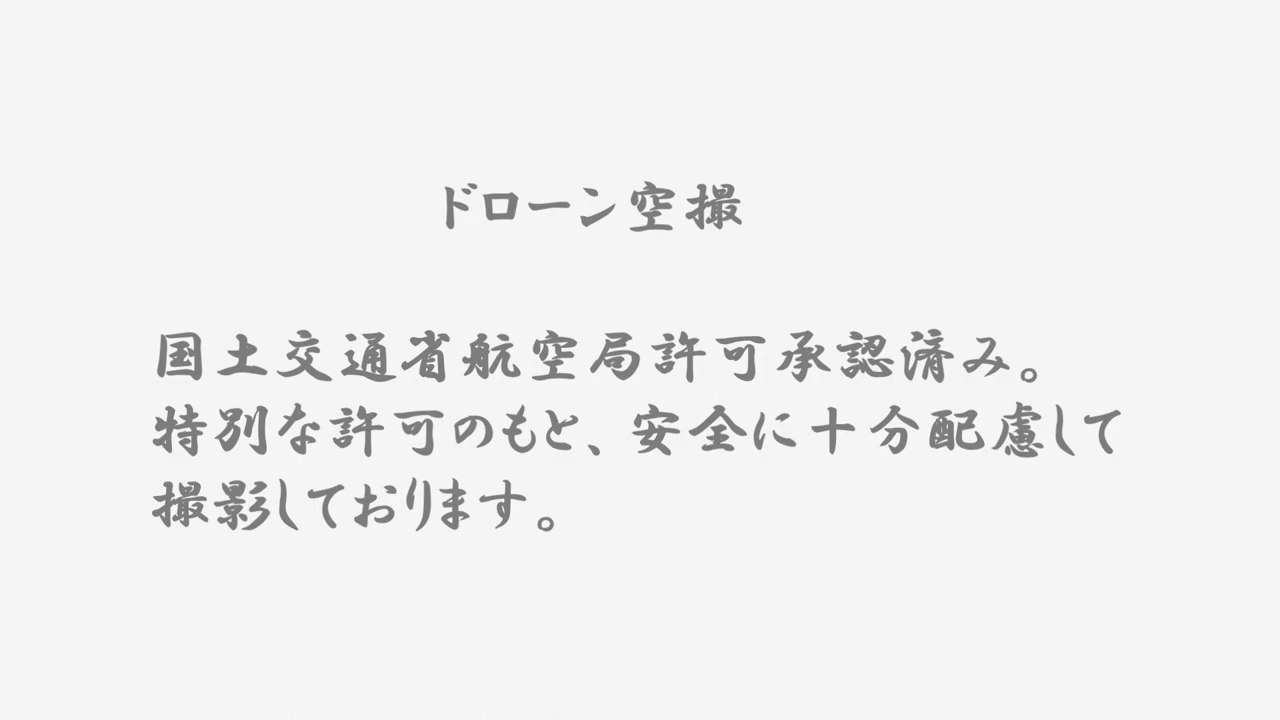 ドローン空撮
国土交通省航空局許可承認済み。
特別な許可のもと、安全に十分配慮して
撮影しております。